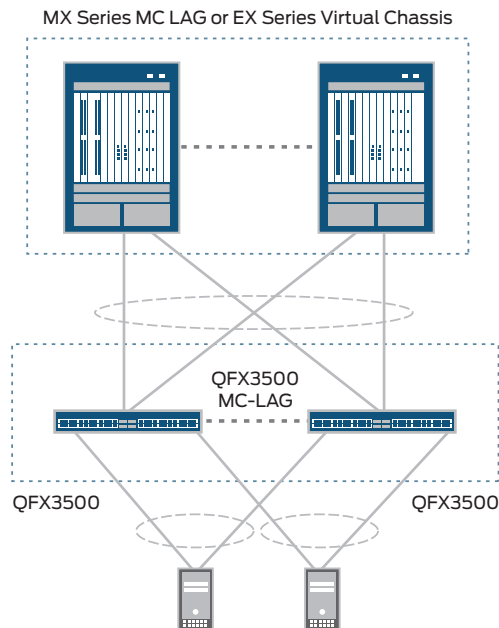 MX Series MC LAG or EX Series Virtual Chassis
QFX3500
MC-LAG
QFX3500
QFX3500